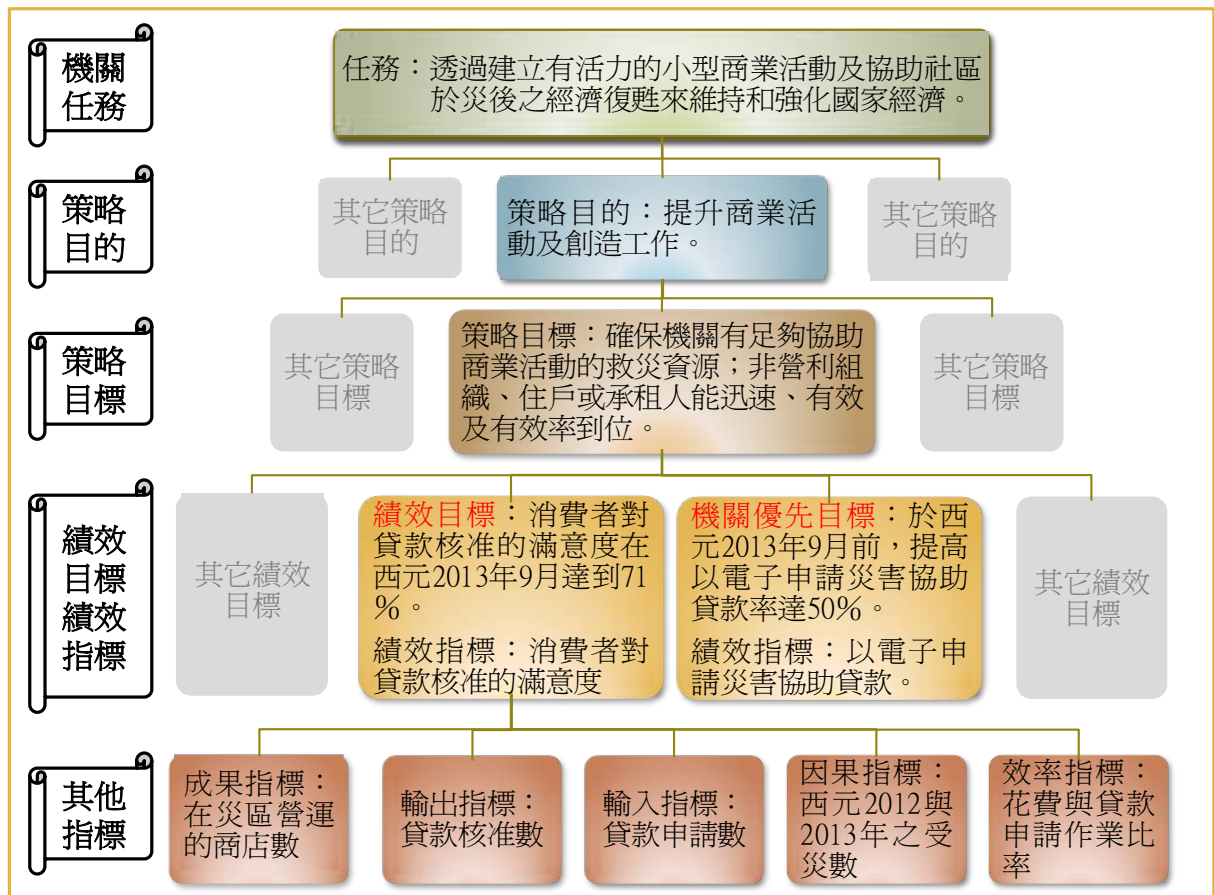 機關
任務
任務：透過建立有活力的小型商業活動及協助社區
於災後之經濟復甦來維持和強化國家經濟。
策略
目的
其它策略
目的
策略目的：提升商業活
動及創造工作。
其它策略
目的
策略
目標
其它策略
目標
策略目標：確保機關有足夠協助
商業活動的救災資源；非營利組
織、住戶或承租人能迅速、有效
及有效率到位。
其它策略
目標
績效
目標
績效
指標
其它績效
目標
績效目標：消費者對
貸款核准的滿意度在
西元2013年9月達到71
％。
績效指標：消費者對
貸款核准的滿意度
機關優先目標：於西
元2013年9月前，提高
以電子申請災害協助
貸款率達50％。
績效指標：以電子申
請災害協助貸款。
其它績效
目標
其他
指標
成果指標：
在災區營運
的商店數
輸出指標：
貸款核准數
輸入指標：
貸款申請數
因果指標：
西元2012與
2013年之受
災數
效率指標：
花費與貸款
申請作業比
率